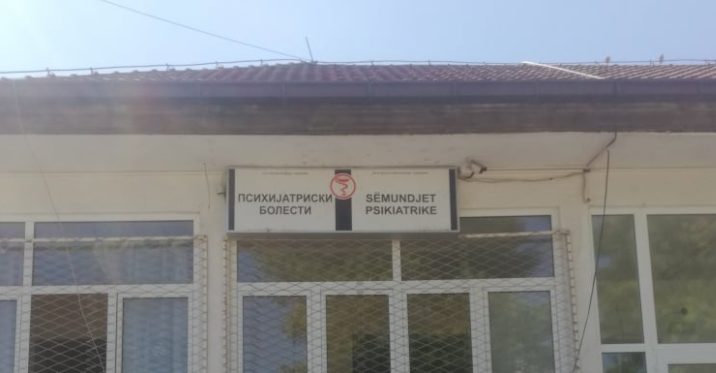 ПСИХИЈАТРИСКИ
БОЛЕСТИ
SËMUNDJET
PSIKIATRIKE